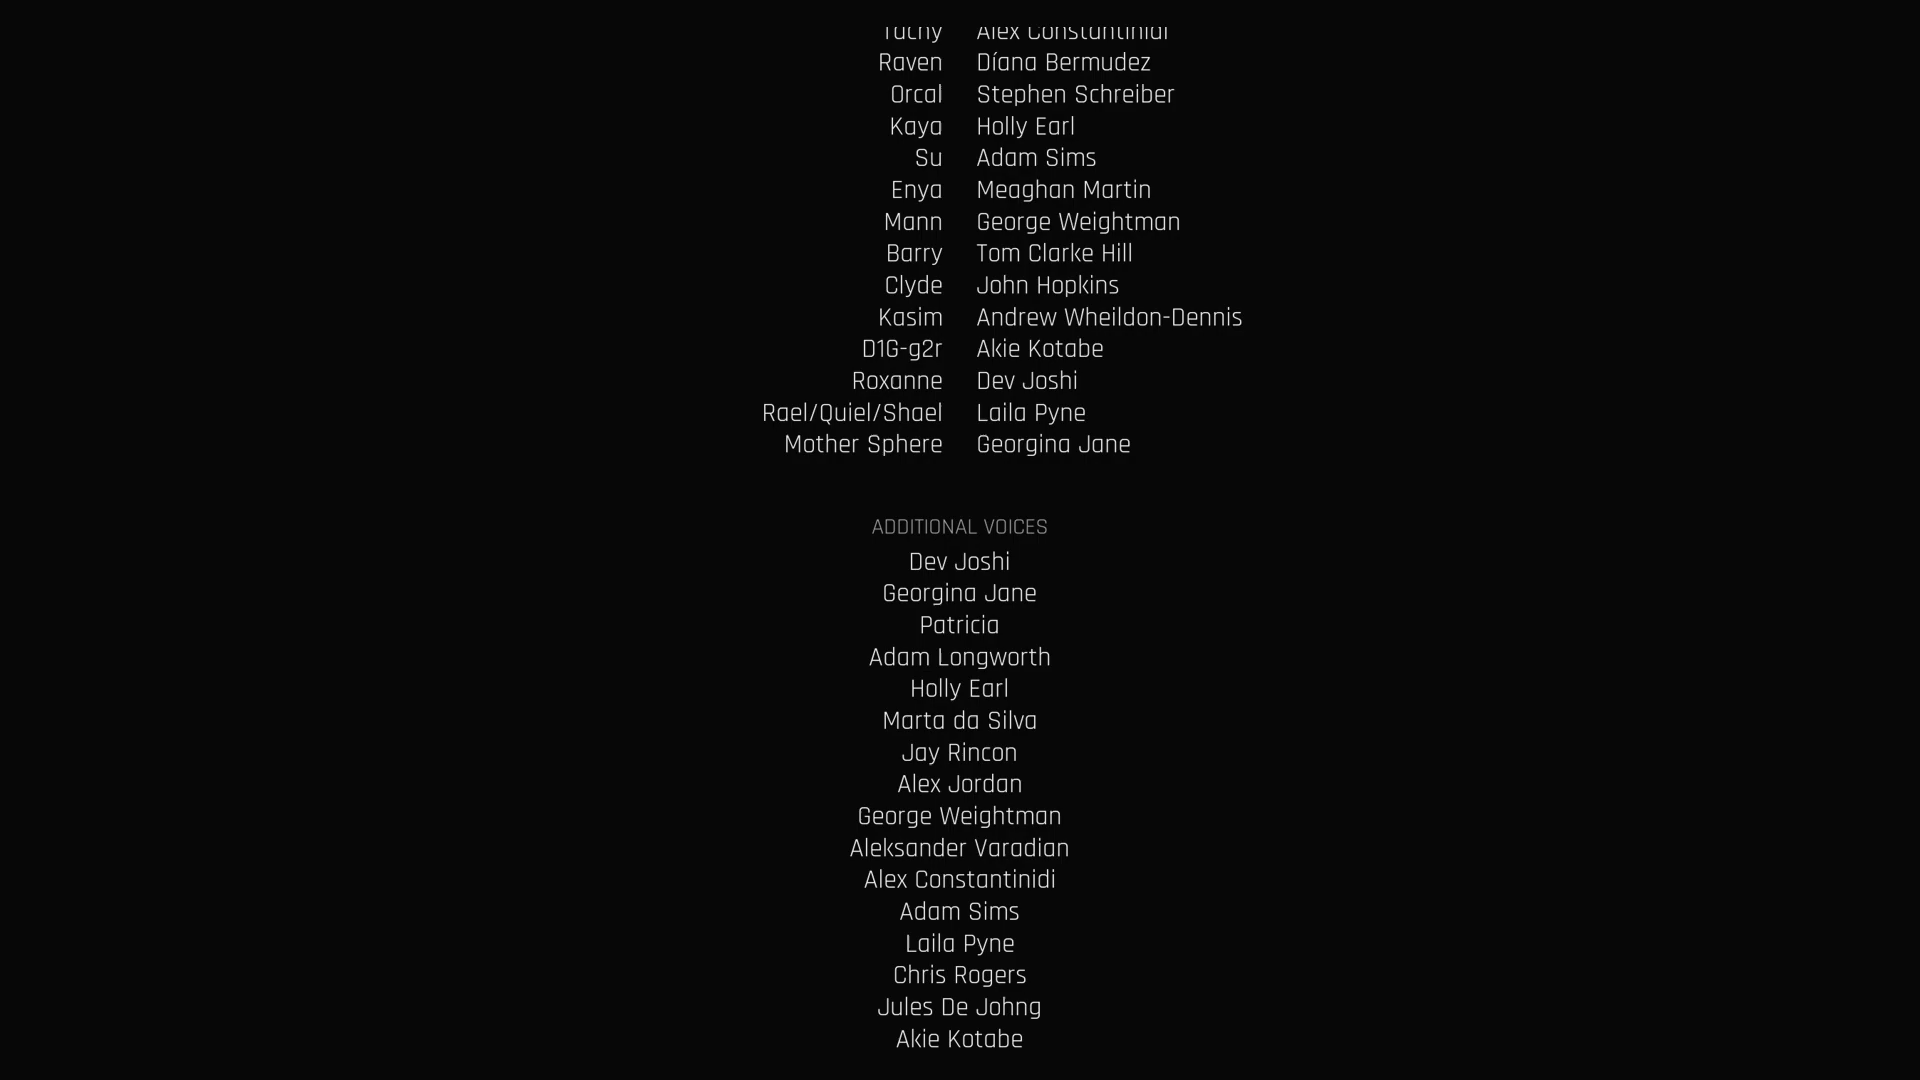 Tachy Alex Constantinidi
Raven Díana Bermudez
Orcal Stephen Schreiber
Kaya Holly Earl
Su Adam Sims
Enya Meaghan Martin
Mann George Weightman
Barry Tom Clarke Hill
Clyde John Hopkins
Kasim Andrew Wheildon-Dennis
D1G-g2r Akie Kotabe
Roxanne Dev Joshi
Rael/Quiel/Shael Laila Pyne
Mother Sphere Georgina Jane
ADDITIONAL VOICES
Dev Joshi
Georgina Jane
Patricia
Adam Longworth
Holly Earl
Marta da Silva
Jay Rincon
Alex Jordan
George Weightman
Aleksander Varadian
Alex Constantinidi
Adam Sims
Laila Pyne
Chris Rogers
Jules De Johng
Akie Kotabe